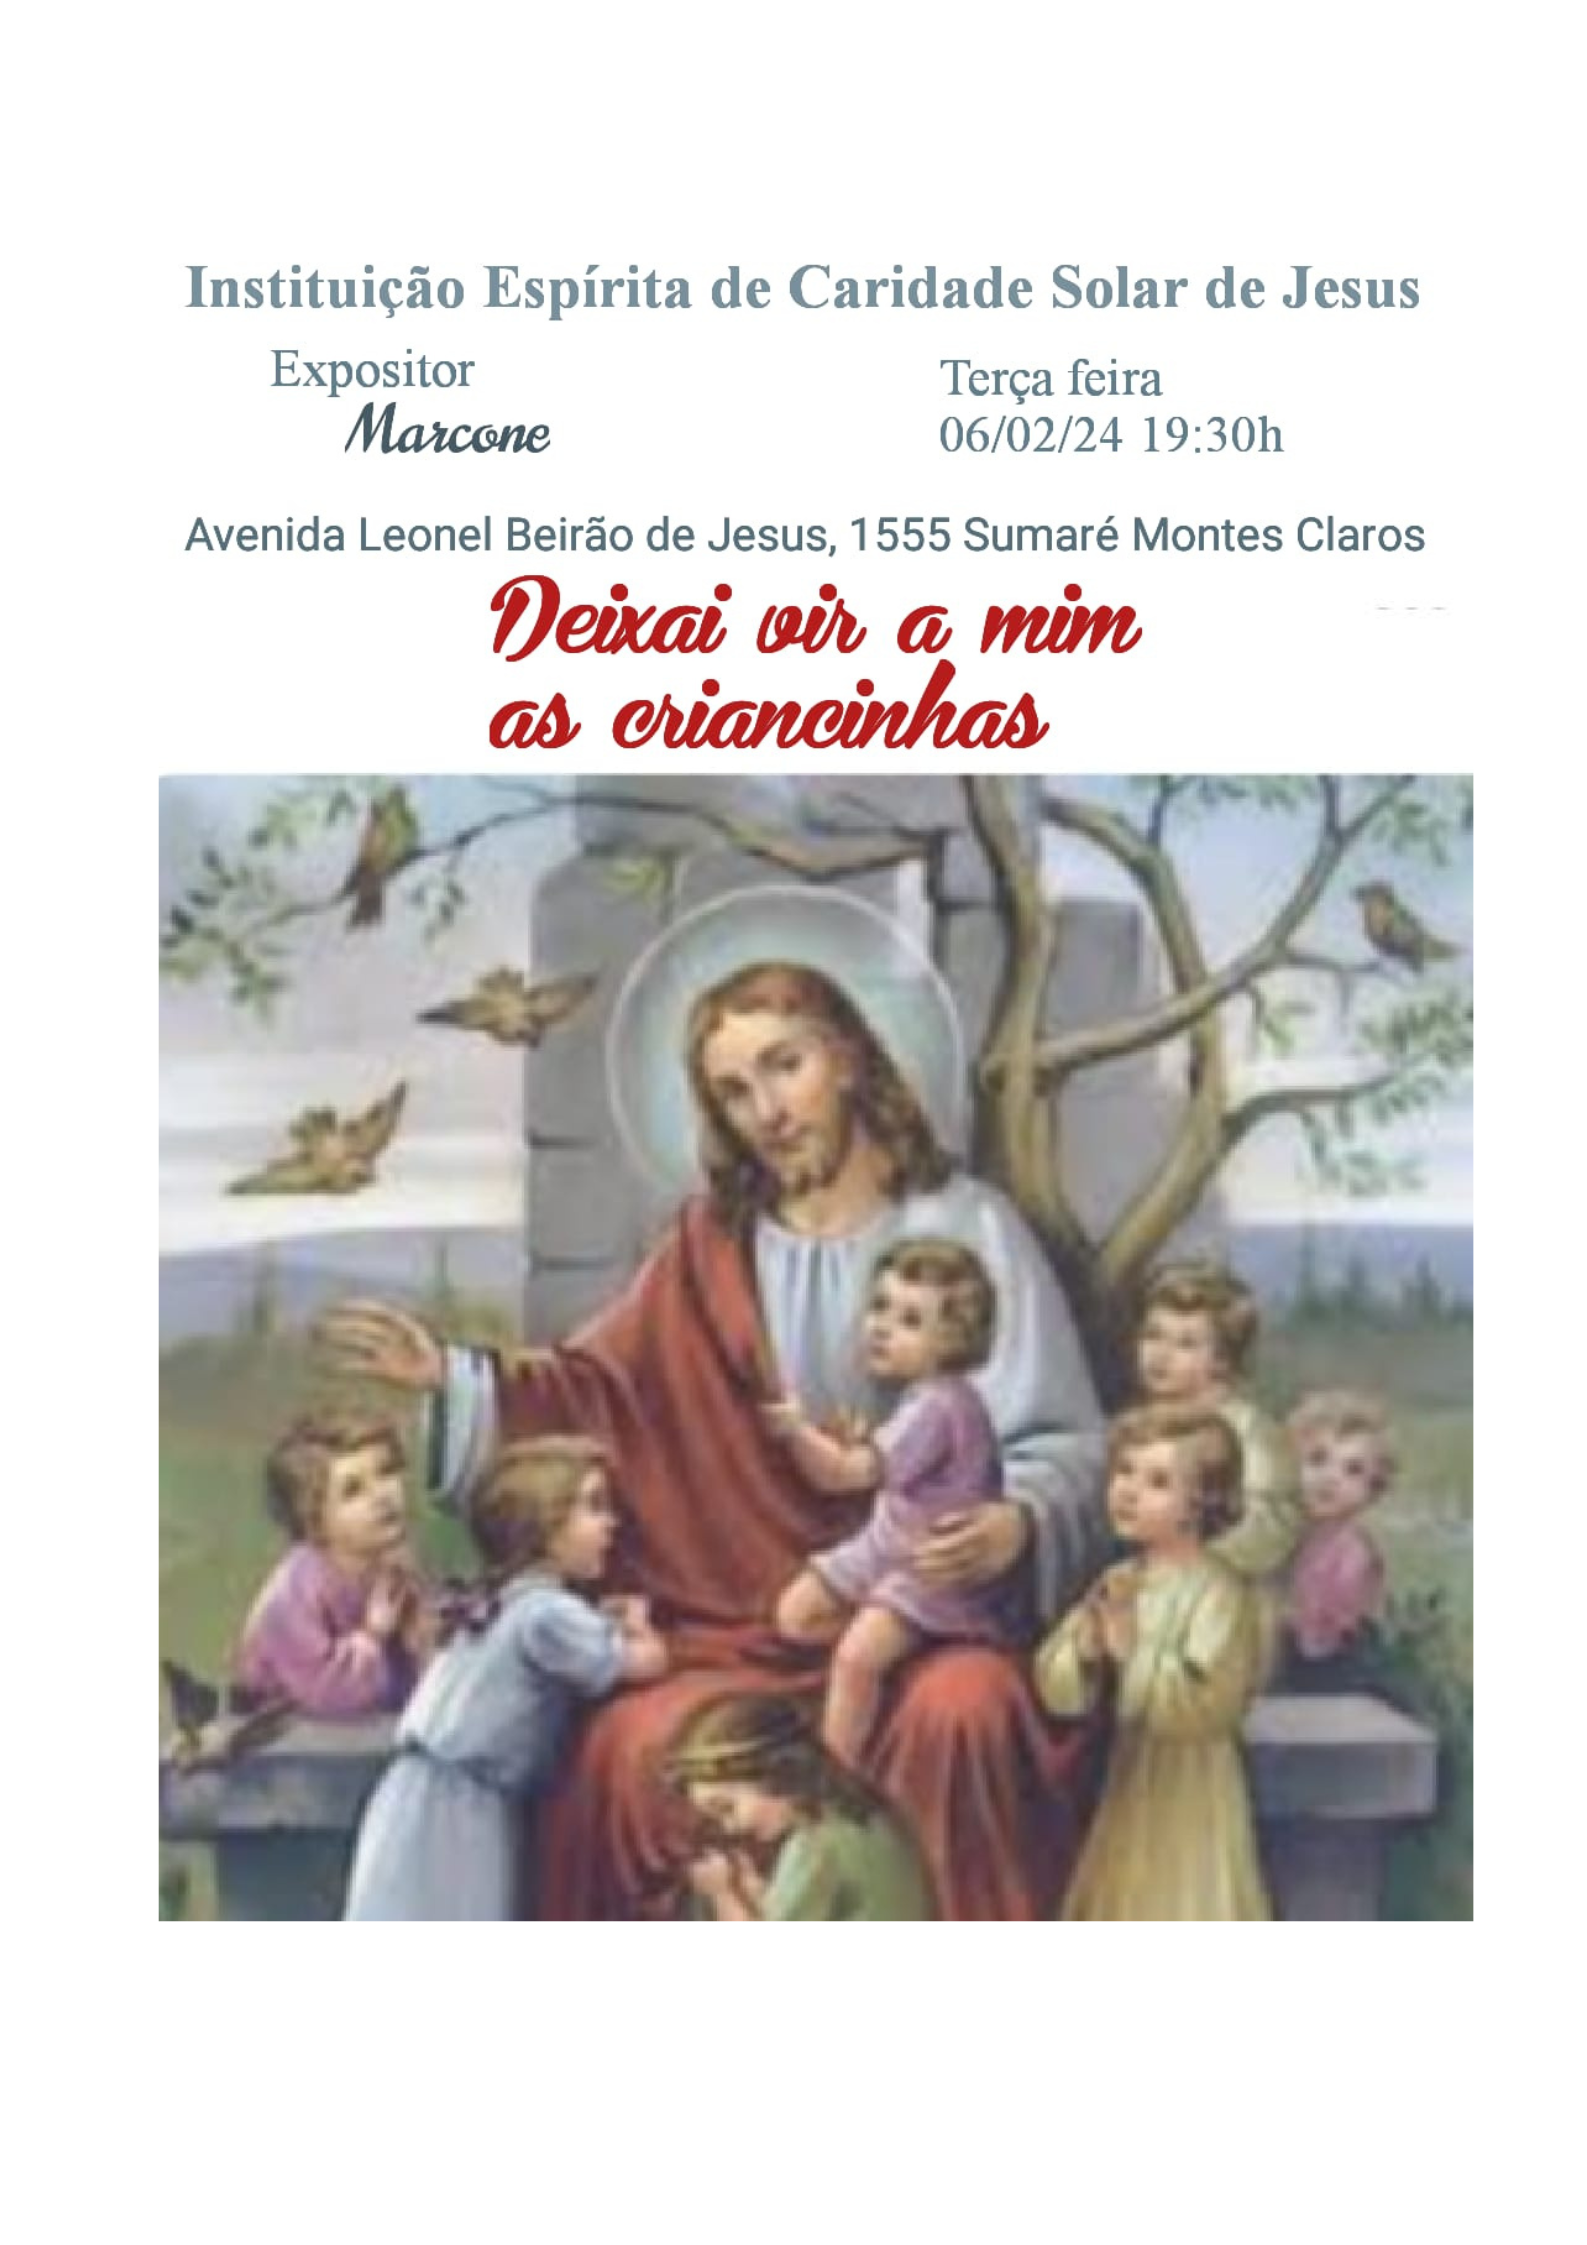 Instituição Espírita de Caridade Solar de Jesus
Expositor
Marcone
Terça feira
06/02/24 19:30h
Avenida Leonel Beirão de Jesus, 1555 Sumaré Montes Claros
Deixai vir a mim
as criancinhas